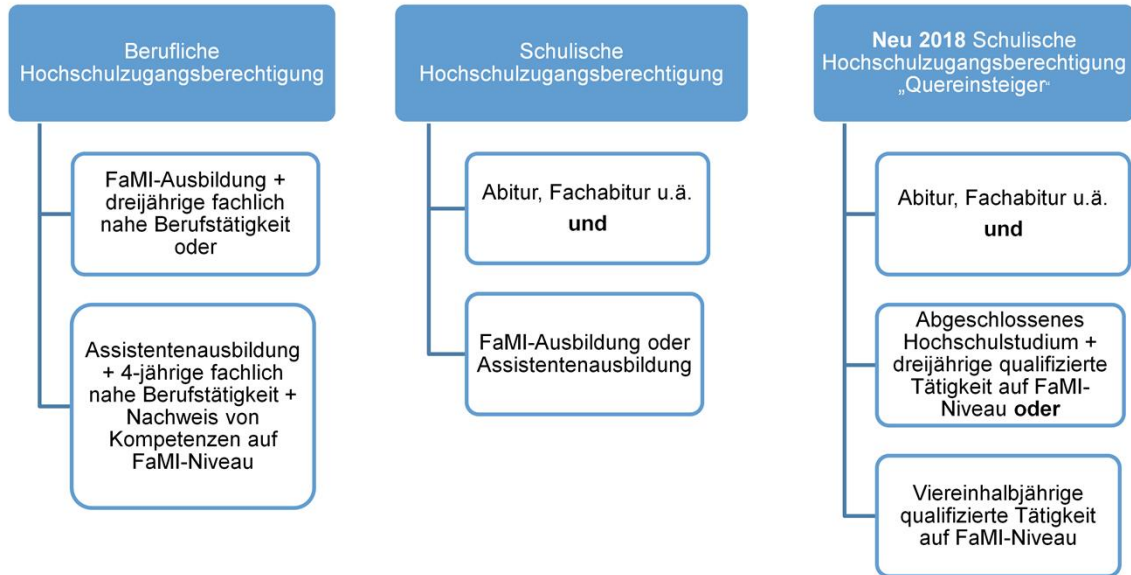 Berufliche
Hochschulzugangsberechtigung
FaMI-Ausbildung +
dreijährige fachlich
nahe Berufstätigkeit
oder
Assistentenausbildung
+ 4-jährige fachlich
nahe Berufstätigkeit +
Nachweis von
Kompetenzen auf
FaMI-Niveau
Schulische
Hochschulzugangsberechtigung
Abitur, Fachabitur u.ä.
und
FaMI-Ausbildung oder
Assistentenausbildung
Neu 2018 Schulische
Hochschulzugangsberechtigung
„Quereinsteiger“
Abitur, Fachabitur u.ä.
und
Abgeschlossenes
Hochschulstudium +
dreijährige qualifizierte
Tätigkeit auf FaMI-
Niveau oder
Viereinhalbjährige
qualifizierte Tätigkeit
auf FaMI-Niveau